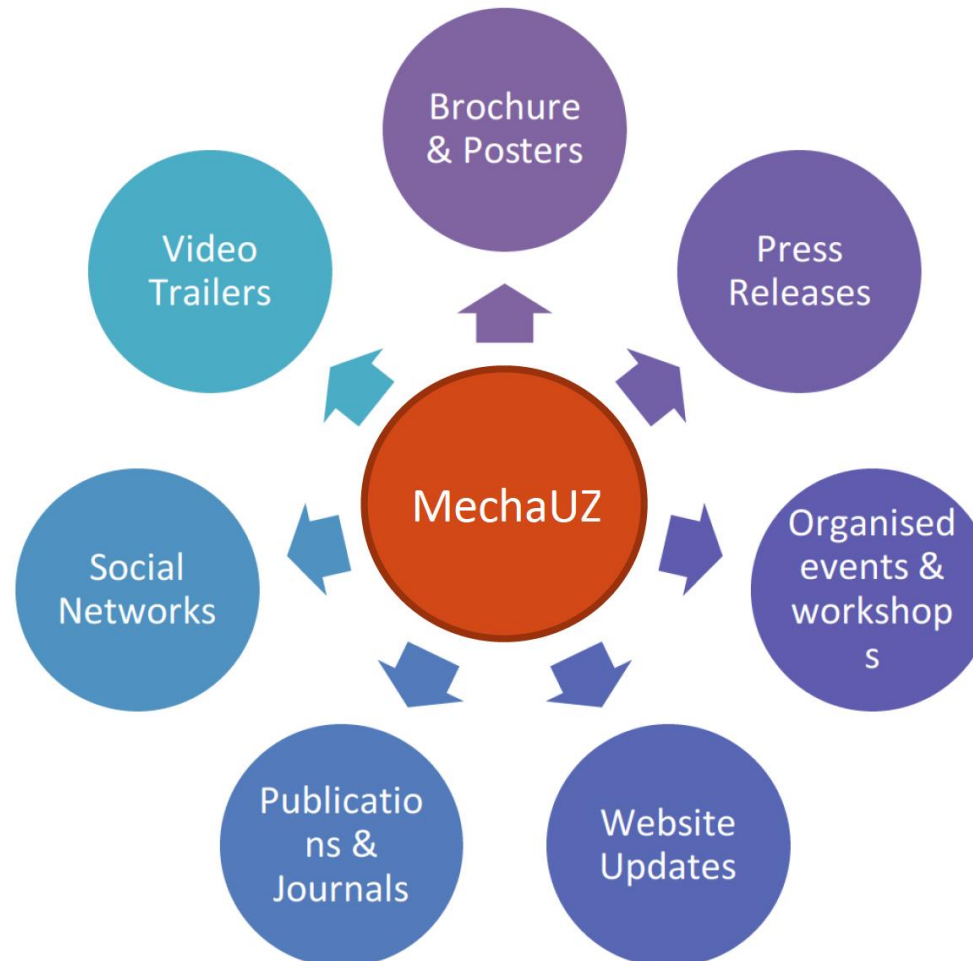 Brochure
& Posters
Press
Releases
Organised
events &
workshop
s
Website
Updates
Publicatio
ns &
Journals
Social
Networks
Video
Trailers
MechaUZ